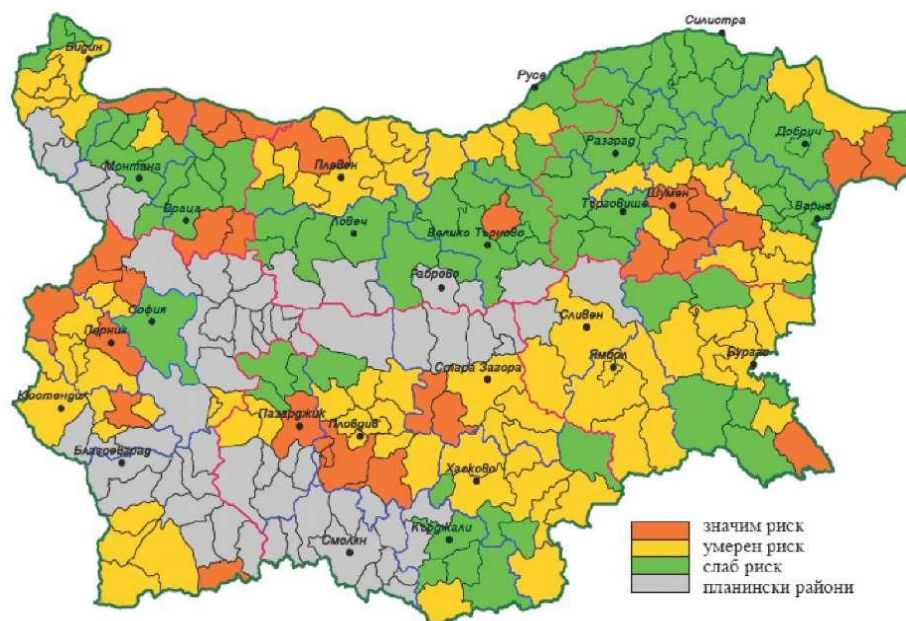 Силистра
Видин
Русе
Добрич
Разград
Монтана
Плевен
Шумен
Търговище
Варна
Враца
Ловеч
Велико Търново
Габрово
София
Сливен
Перник
Ямбол
Бургас
Стара Загора
Кюстендил
Пазарджик
Пловдив
Благоевград
Хасково
Кърджали
Смолян
значим риск
умерен риск
слаб риск
планински райони